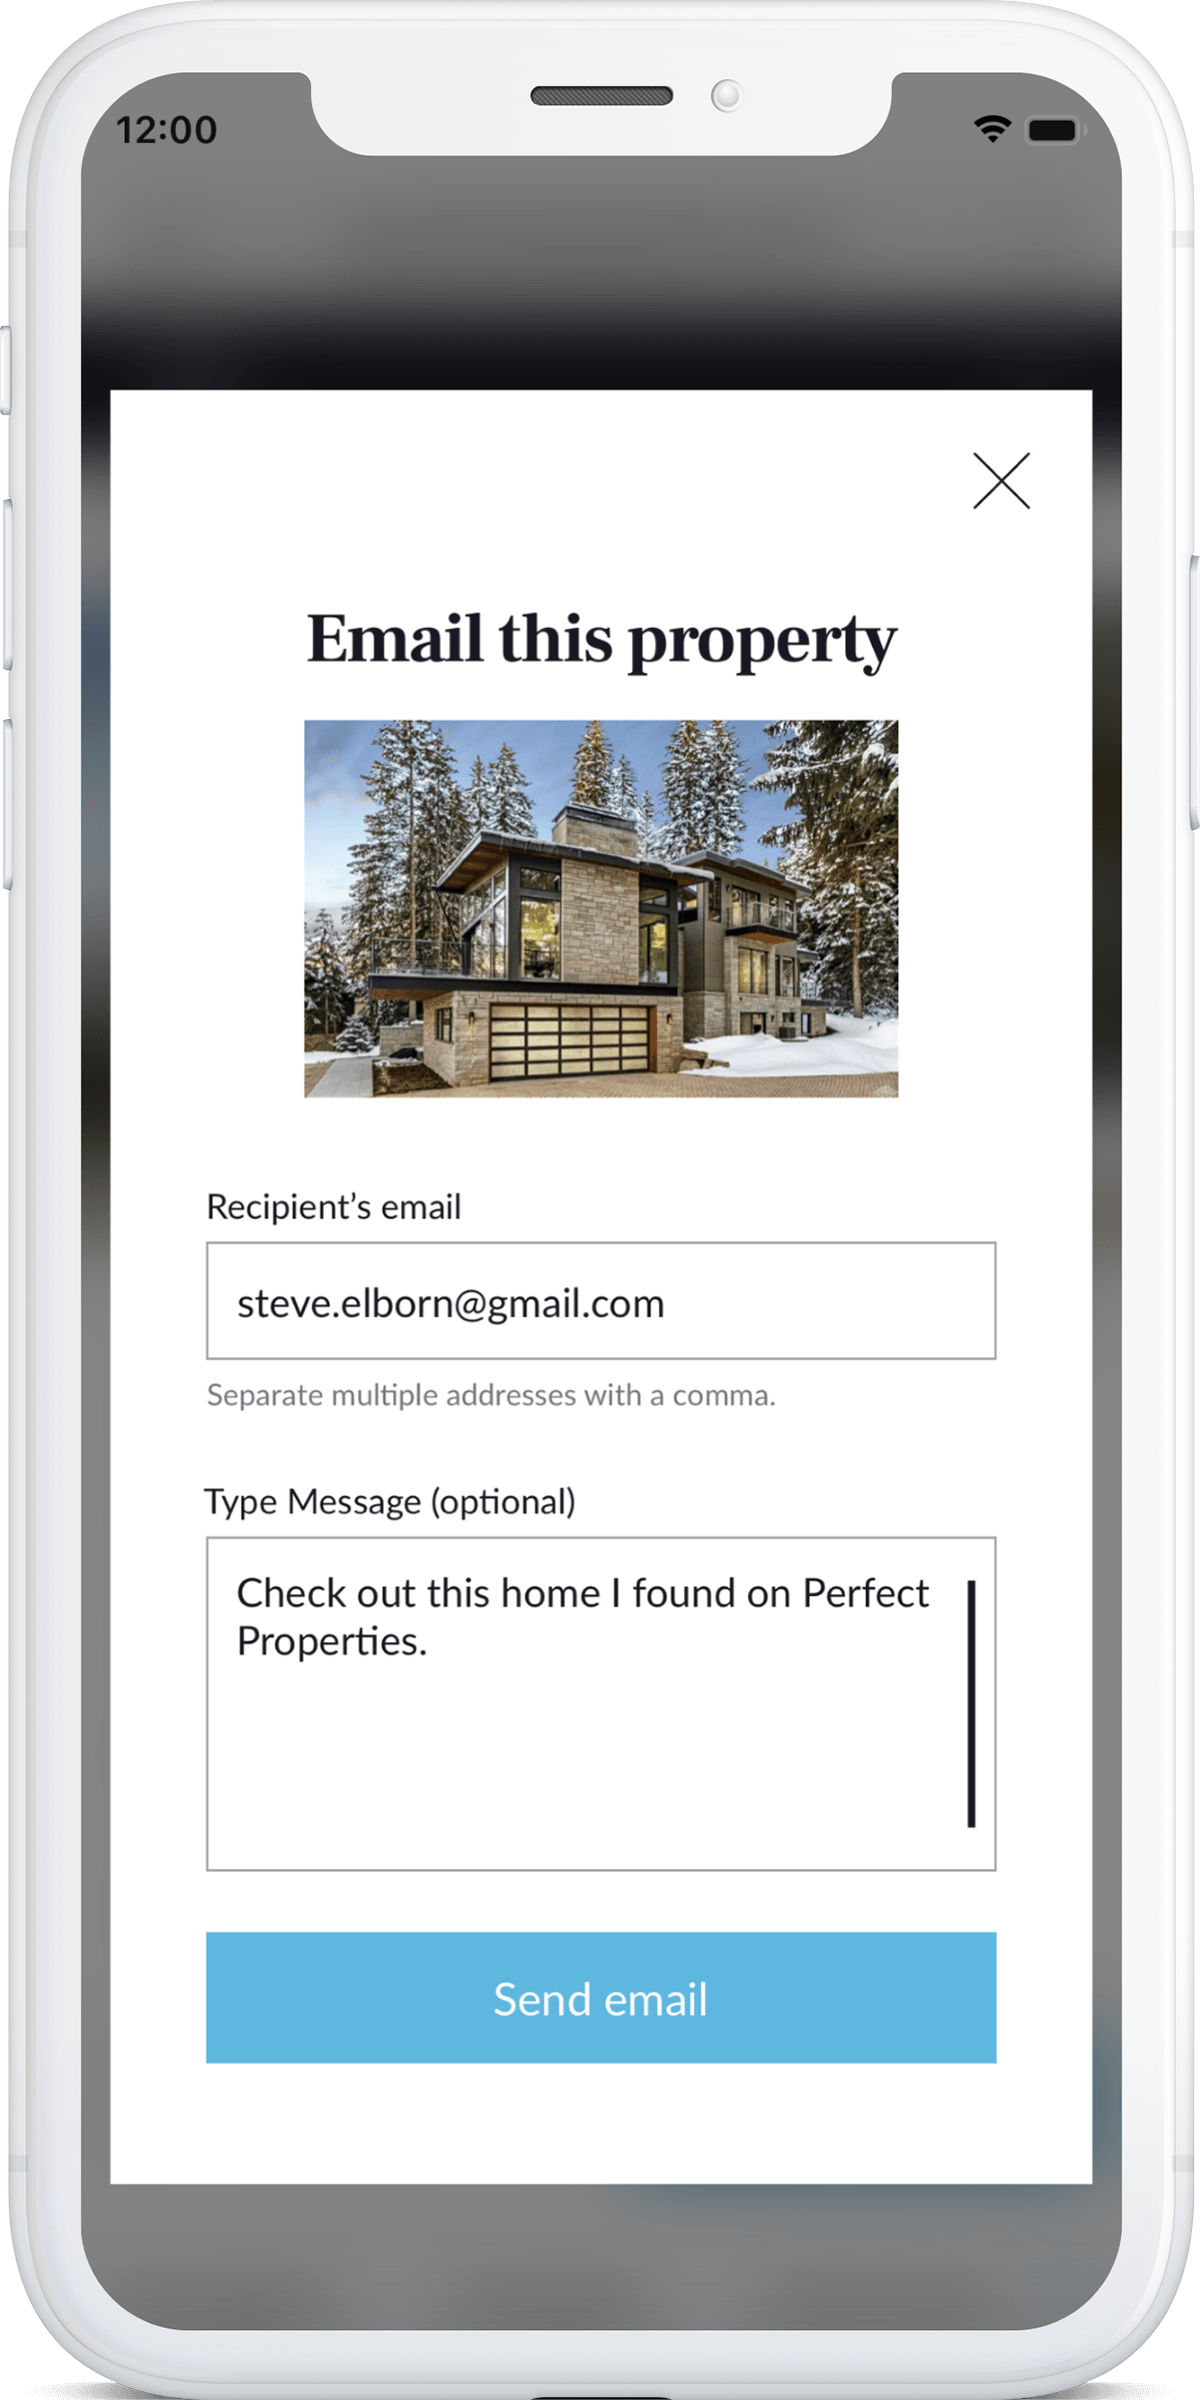 12:00
Email this property
Recipient’s email
steve.elborn@gmail.com
Separate multiple addresses with a comma.
Type Message (optional)
Check out this home I found on Perfect
Properties.
Send email